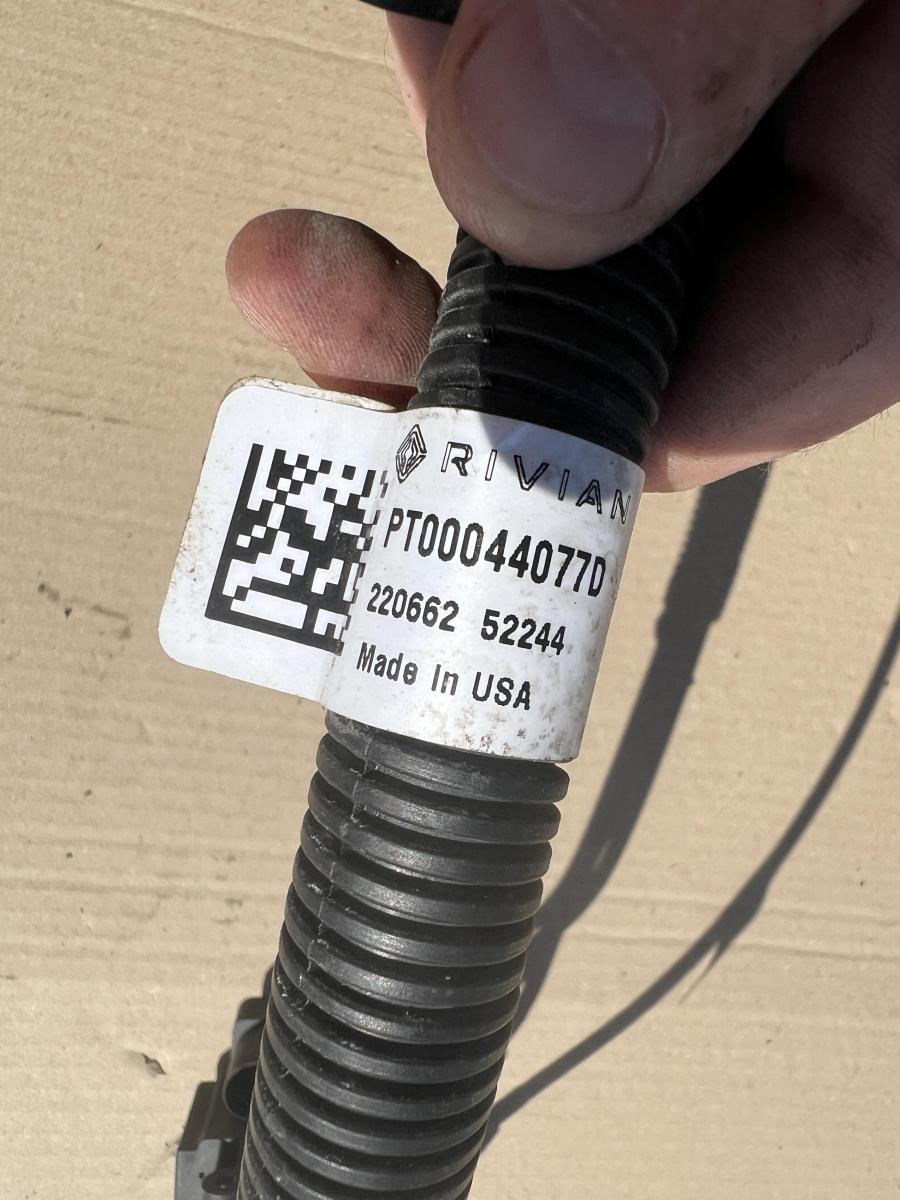 RIVIAN
PT00044077D
220662 52244
Made In USA